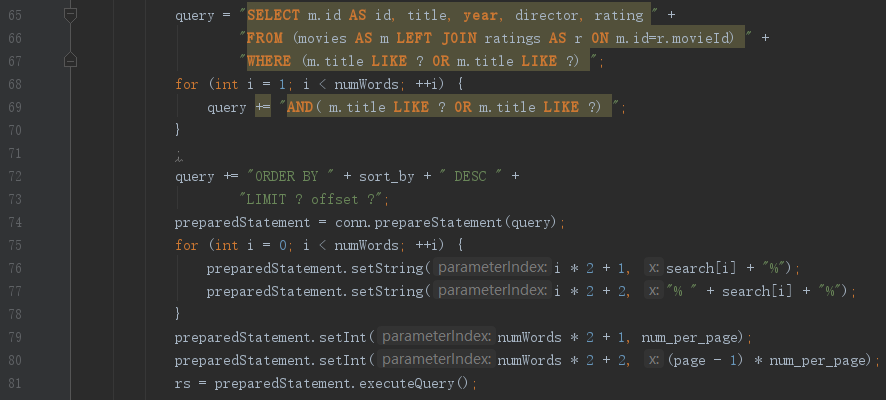 65 query = "SELECT m.id AS id, title, year, director, rating " +
66 "FROM (movies AS m LEFT JOIN ratings AS r ON m.id=r.movieId) " +
67 "WHERE (m.title LIKE ? OR m.title LIKE ?) ";
68 for (int i = 1; i < numWords; ++i) {
69 query += "AND( m.title LIKE ? OR m.title LIKE ?) ";
70 }
71 ;
72 query += "ORDER BY " + sort_by + " DESC " +
73 "LIMIT ? offset ?";
74 preparedStatement = conn.prepareStatement(query);
75 for (int i = 0; i < numWords; ++i) {
76 preparedStatement.setString( parameterIndex: i * 2 + 1, x: search[i] + "%");
77 preparedStatement.setString( parameterIndex: i * 2 + 2, x: "% " + search[i] + "%");
78 }
79 preparedStatement.setInt( parameterIndex: numWords * 2 + 1, num_per_page);
80 preparedStatement.setInt( parameterIndex: numWords * 2 + 2, x: (page - 1) * num_per_page);
81 rs = preparedStatement.executeQuery();